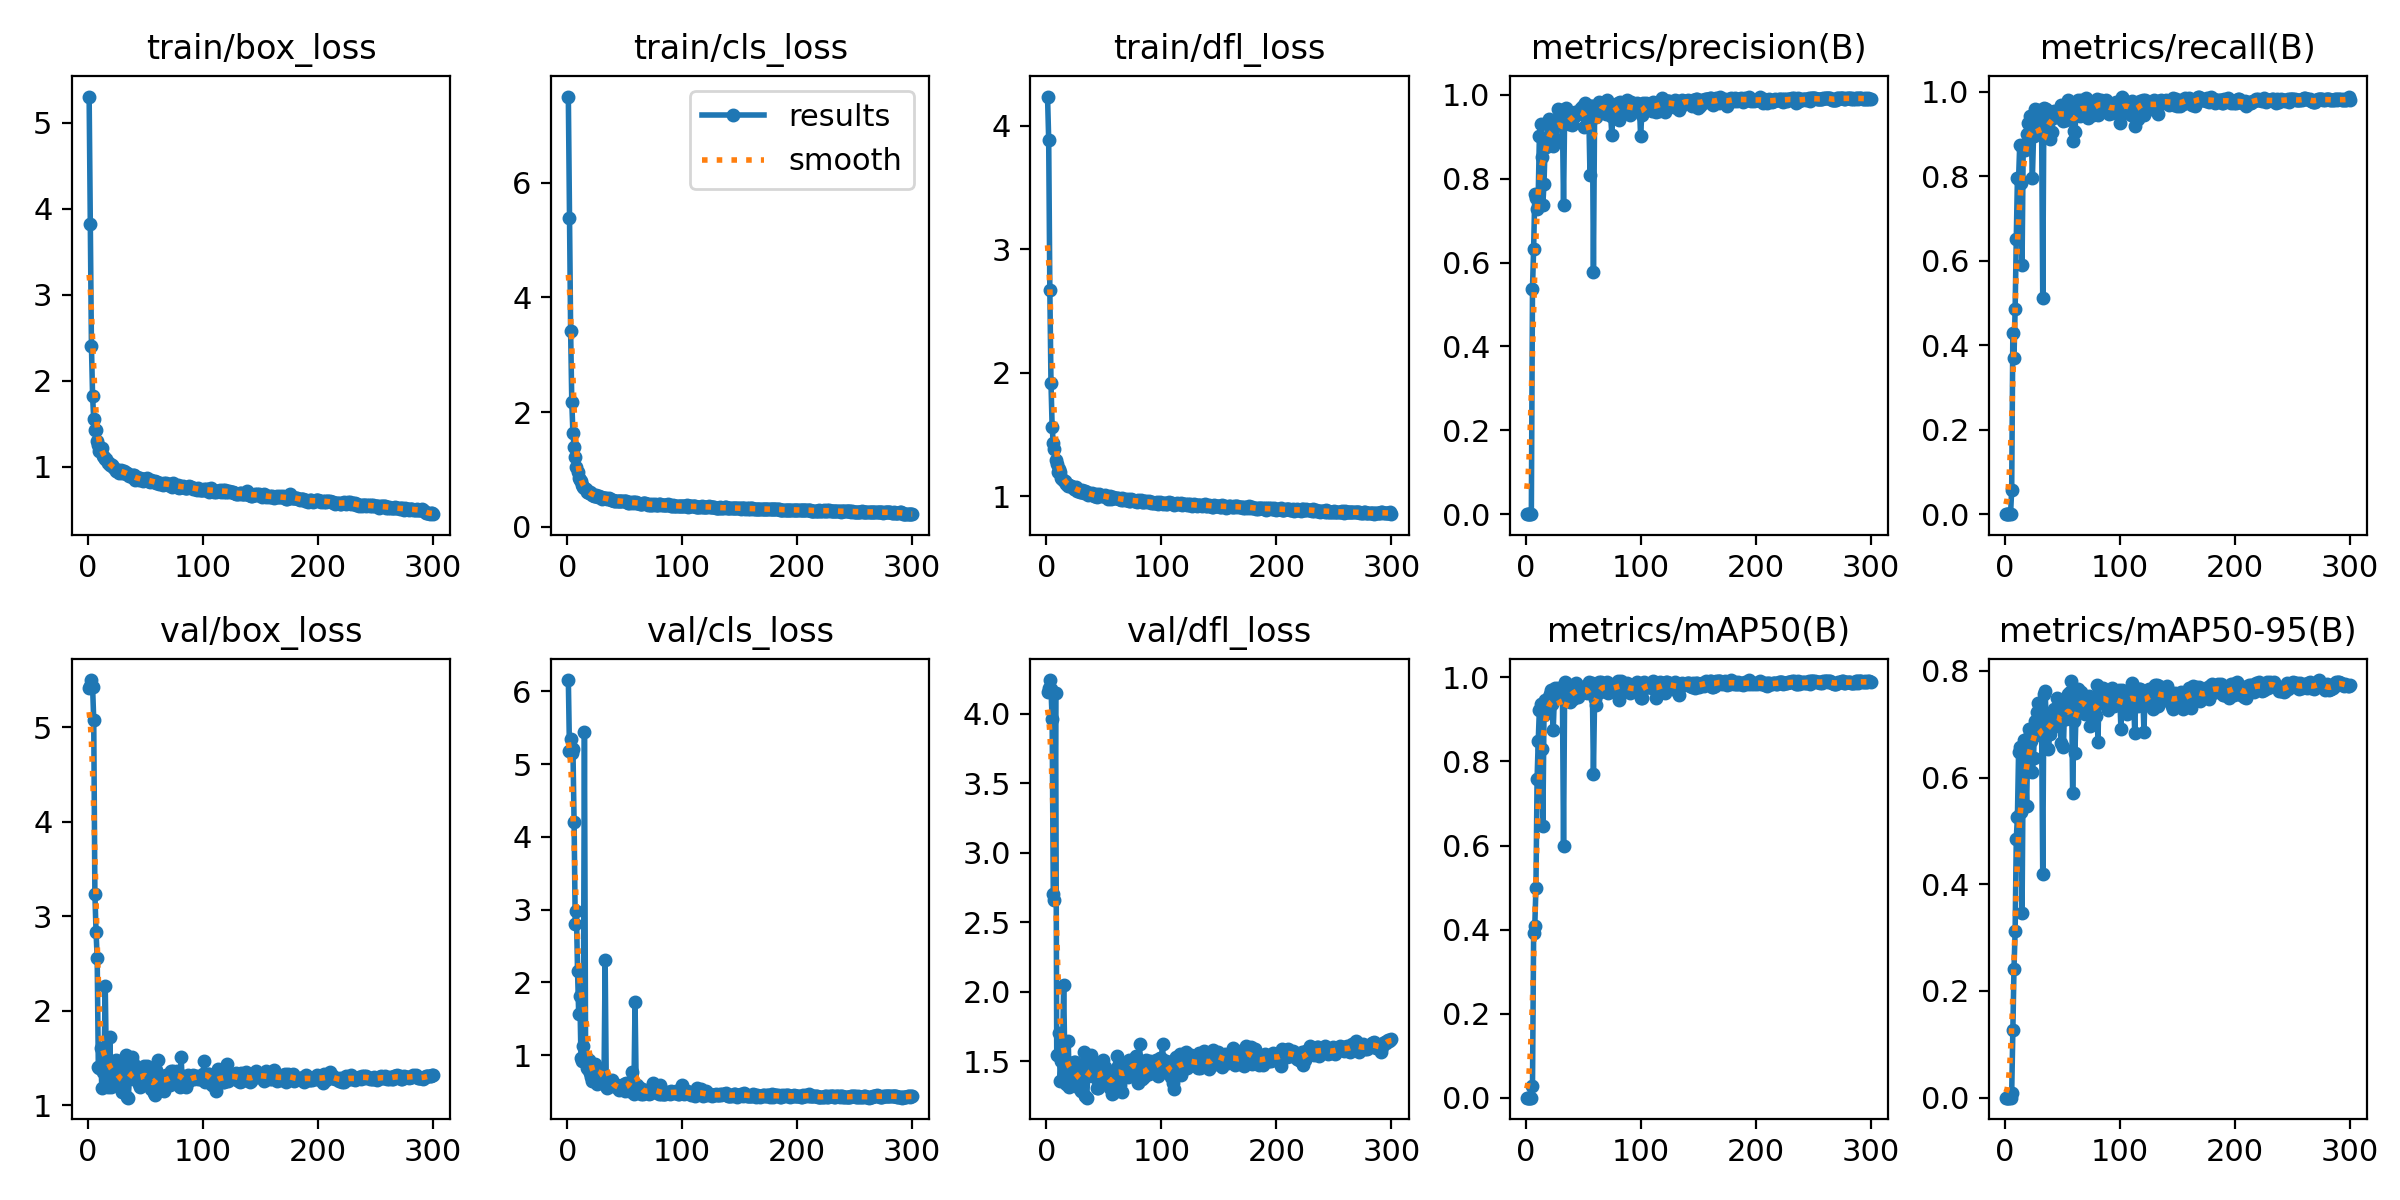 train/box_loss
5
4
3
2
1
0 100 200 300
train/cls_loss
results
smooth
6
4
2
0
0 100 200 300
train/dfl_loss
4
3
2
1
0 100 200 300
metrics/precision(B)
1.0
0.8
0.6
0.4
0.2
0.0
0 100 200 300
metrics/recall(B)
1.0
0.8
0.6
0.4
0.2
0.0
0 100 200 300
val/box_loss
5
4
3
2
1
0 100 200 300
val/cls_loss
6
5
4
3
2
1
0 100 200 300
val/dfl_loss
4.0
3.5
3.0
2.5
2.0
1.5
0 100 200 300
metrics/mAP50(B)
1.0
0.8
0.6
0.4
0.2
0.0
0 100 200 300
metrics/mAP50-95(B)
0.8
0.6
0.4
0.2
0.0
0 100 200 300